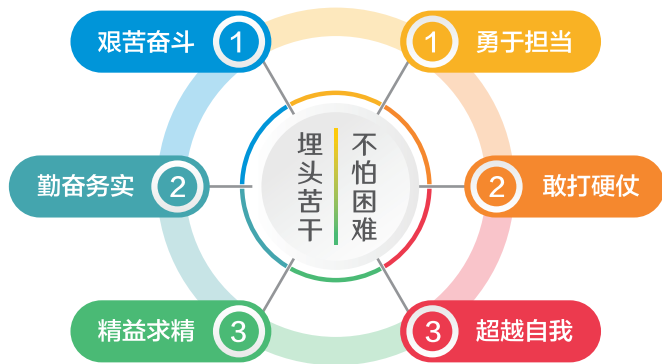 艰苦奋斗 1
1 勇于担当
勤奋务实 2
埋头苦干
不怕困难
2 敢打硬仗
精益求精 3
3 超越自我